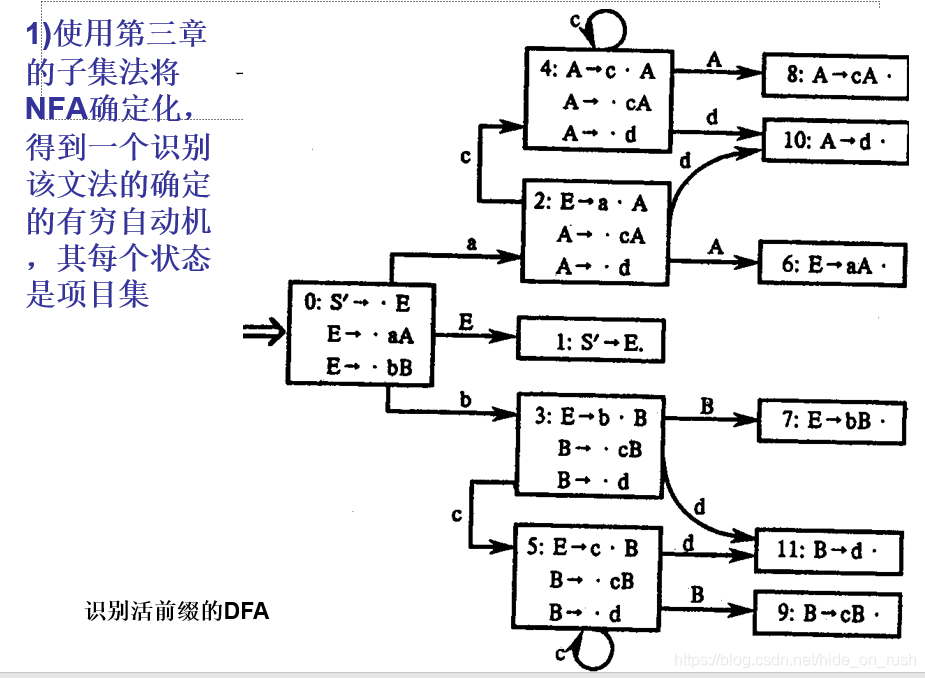 1)使用第三章
的子集法将
NFA确定化,
得到一个识别
该文法的确定
的有穷自动机
,其每个状态
是项目集
c
4: A→c · A
A→ · cA
A→ · d
A
8: A→cA ·
d
10: A→d ·
c
d
2: E→a · A
A→ · cA
A→ · d
A
6: E→aA ·
a
0: S′→ · E
E→ · aA
E→ · bB
E
1: S′→E.
b
3: E→b · B
B→ · cB
B→ · d
B
7: E→bB ·
d
c
5: E→c · B
B→ · cB
B→ · d
d
11: B→d ·
B
9: B→cB ·
c
识别活前缀的DFA
https://blog.csdn.net/hide_on_rush